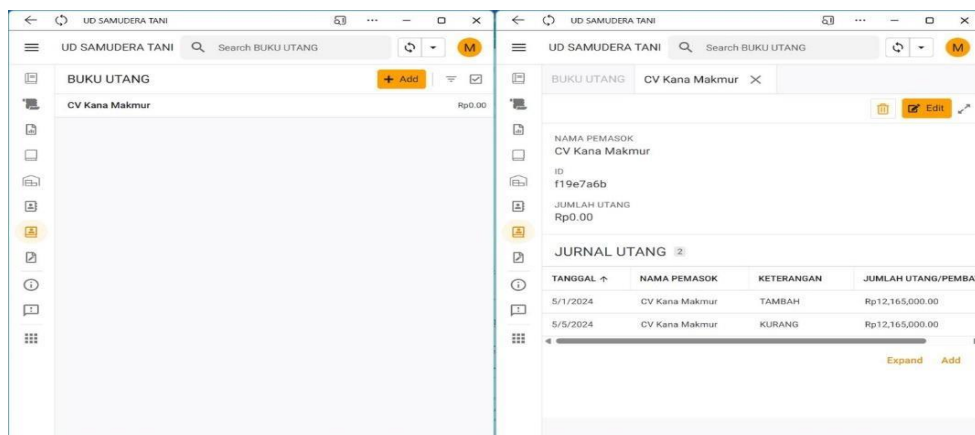 UD SAMUDERA TANI
UD SAMUDERA TANI
Search BUKU UTANG
M
BUKU UTANG
+ Add
CV Kana Makmur
Rp0.00
UD SAMUDERA TANI
UD SAMUDERA TANI
Search BUKU UTANG
M
BUKU UTANG
CV Kana Makmur
Edit
NAMA PEMASOK
CV Kana Makmur
ID
f19e7a6b
JUMLAH UTANG
Rp0.00
JURNAL UTANG 2
TANGGAL ↑ NAMA PEMASOK KETERANGAN JUMLAH UTANG/PEMBA
5/1/2024 CV Kana Makmur TAMBAH Rp12,165,000.00
5/5/2024 CV Kana Makmur KURANG Rp12,165,000.00
Expand Add